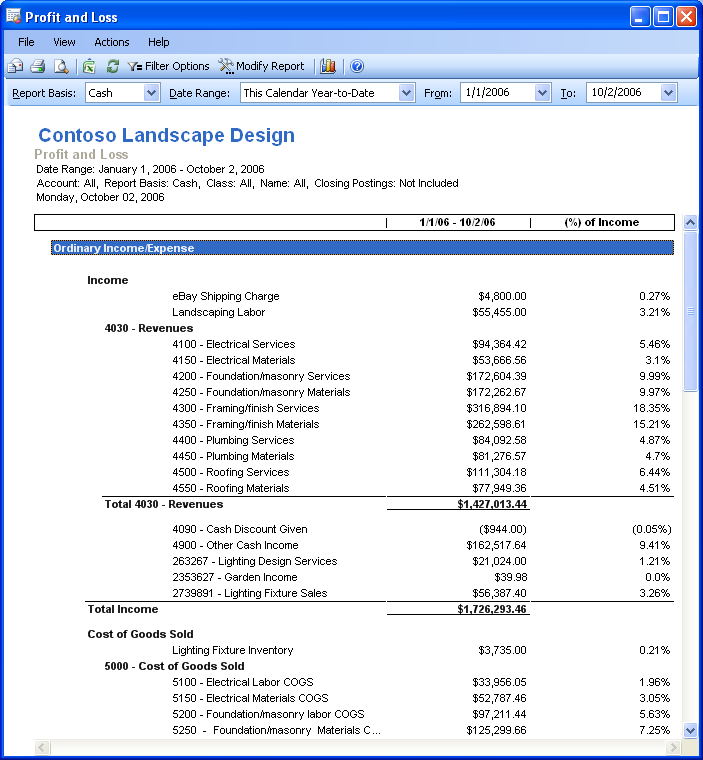 Profit and Loss
File View Actions Help
Filter Options Modify Report
Report Basis: Cash Date Range: This Calendar Year-to-Date From: 1/1/2006 To: 10/2/2006
Contoso Landscape Design
Profit and Loss
Date Range: January 1, 2006 - October 2, 2006
Account: All, Report Basis: Cash, Class: All, Name: All, Closing Postings: Not Included
Monday, October 02, 2006
1/1/06 - 10/2/06 (%) of Income
Ordinary Income/Expense
Income
eBay Shipping Charge $4,800.00 0.27%
Landscaping Labor $55,455.00 3.21%
4030 - Revenues
4100 - Electrical Services $94,364.42 5.46%
4150 - Electrical Materials $53,666.56 3.1%
4200 - Foundation/masonry Services $172,604.39 9.99%
4250 - Foundation/masonry Materials $172,262.67 9.97%
4300 - Framing/finish Services $316,894.10 18.35%
4350 - Framing/finish Materials $262,598.61 15.21%
4400 - Plumbing Services $84,092.58 4.87%
4450 - Plumbing Materials $81,276.57 4.7%
4500 - Roofing Services $111,304.18 6.44%
4550 - Roofing Materials $77,949.36 4.51%
Total 4030 - Revenues $1,427,013.44
4090 - Cash Discount Given ($944.00) (0.05%)
4900 - Other Cash Income $162,517.64 9.41%
263267 - Lighting Design Services $21,024.00 1.21%
2353627 - Garden Income $39.98 0.0%
2739891 - Lighting Fixture Sales $56,387.40 3.26%
Total Income $1,726,293.46
Cost of Goods Sold
Lighting Fixture Inventory $3,735.00 0.21%
5000 - Cost of Goods Sold
5100 - Electrical Labor COGS $33,956.05 1.96%
5150 - Electrical Materials COGS $52,787.46 3.05%
5200 - Foundation/masonry labor COGS $97,211.44 5.63%
5250 - Foundation/masonry Materials C... $125,299.66 7.25%